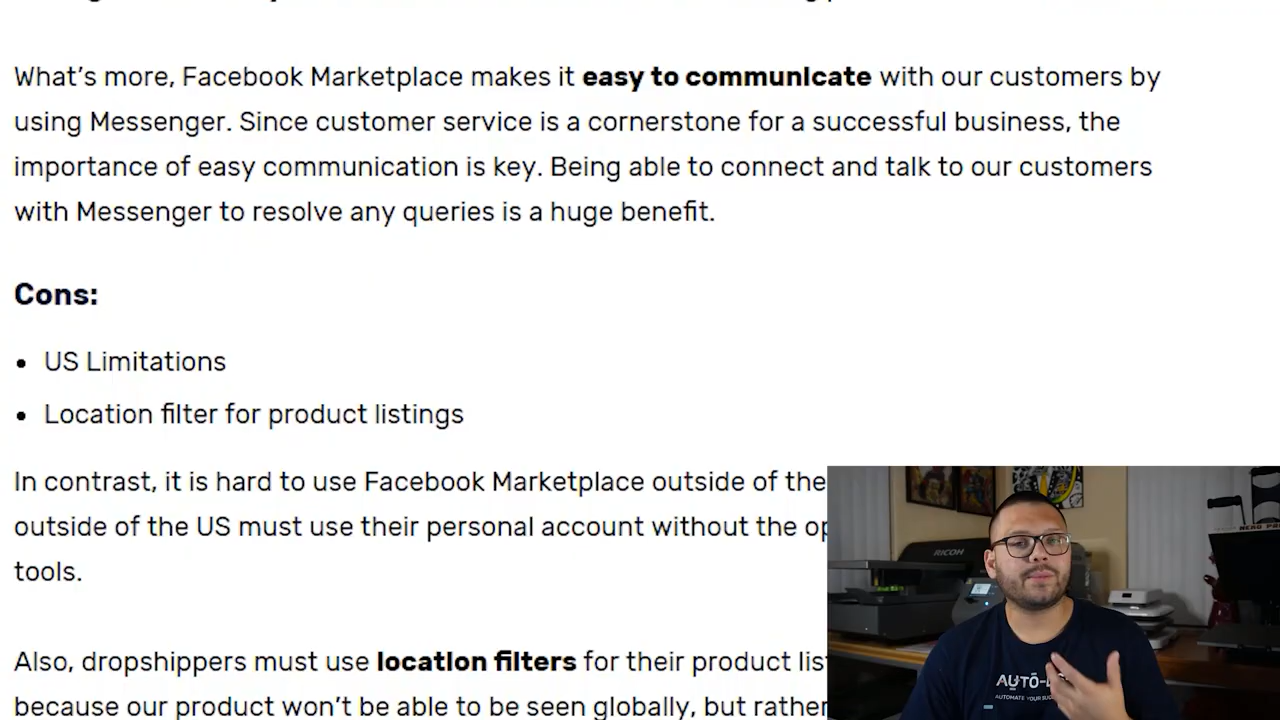 What’s more, Facebook Marketplace makes it easy to communicate with our customers by
using Messenger. Since customer service is a cornerstone for a successful business, the
importance of easy communication is key. Being able to connect and talk to our customers
with Messenger to resolve any queries is a huge benefit.
Cons:
• US Limitations
• Location filter for product listings
In contrast, it is hard to use Facebook Marketplace outside of the
outside of the US must use their personal account without the
tools.
Also, dropshippers must use location filters for their product
because our product won’t be able to be seen globally, but rather
RICOH
AUTŌ-
AUTOMATE YOUR